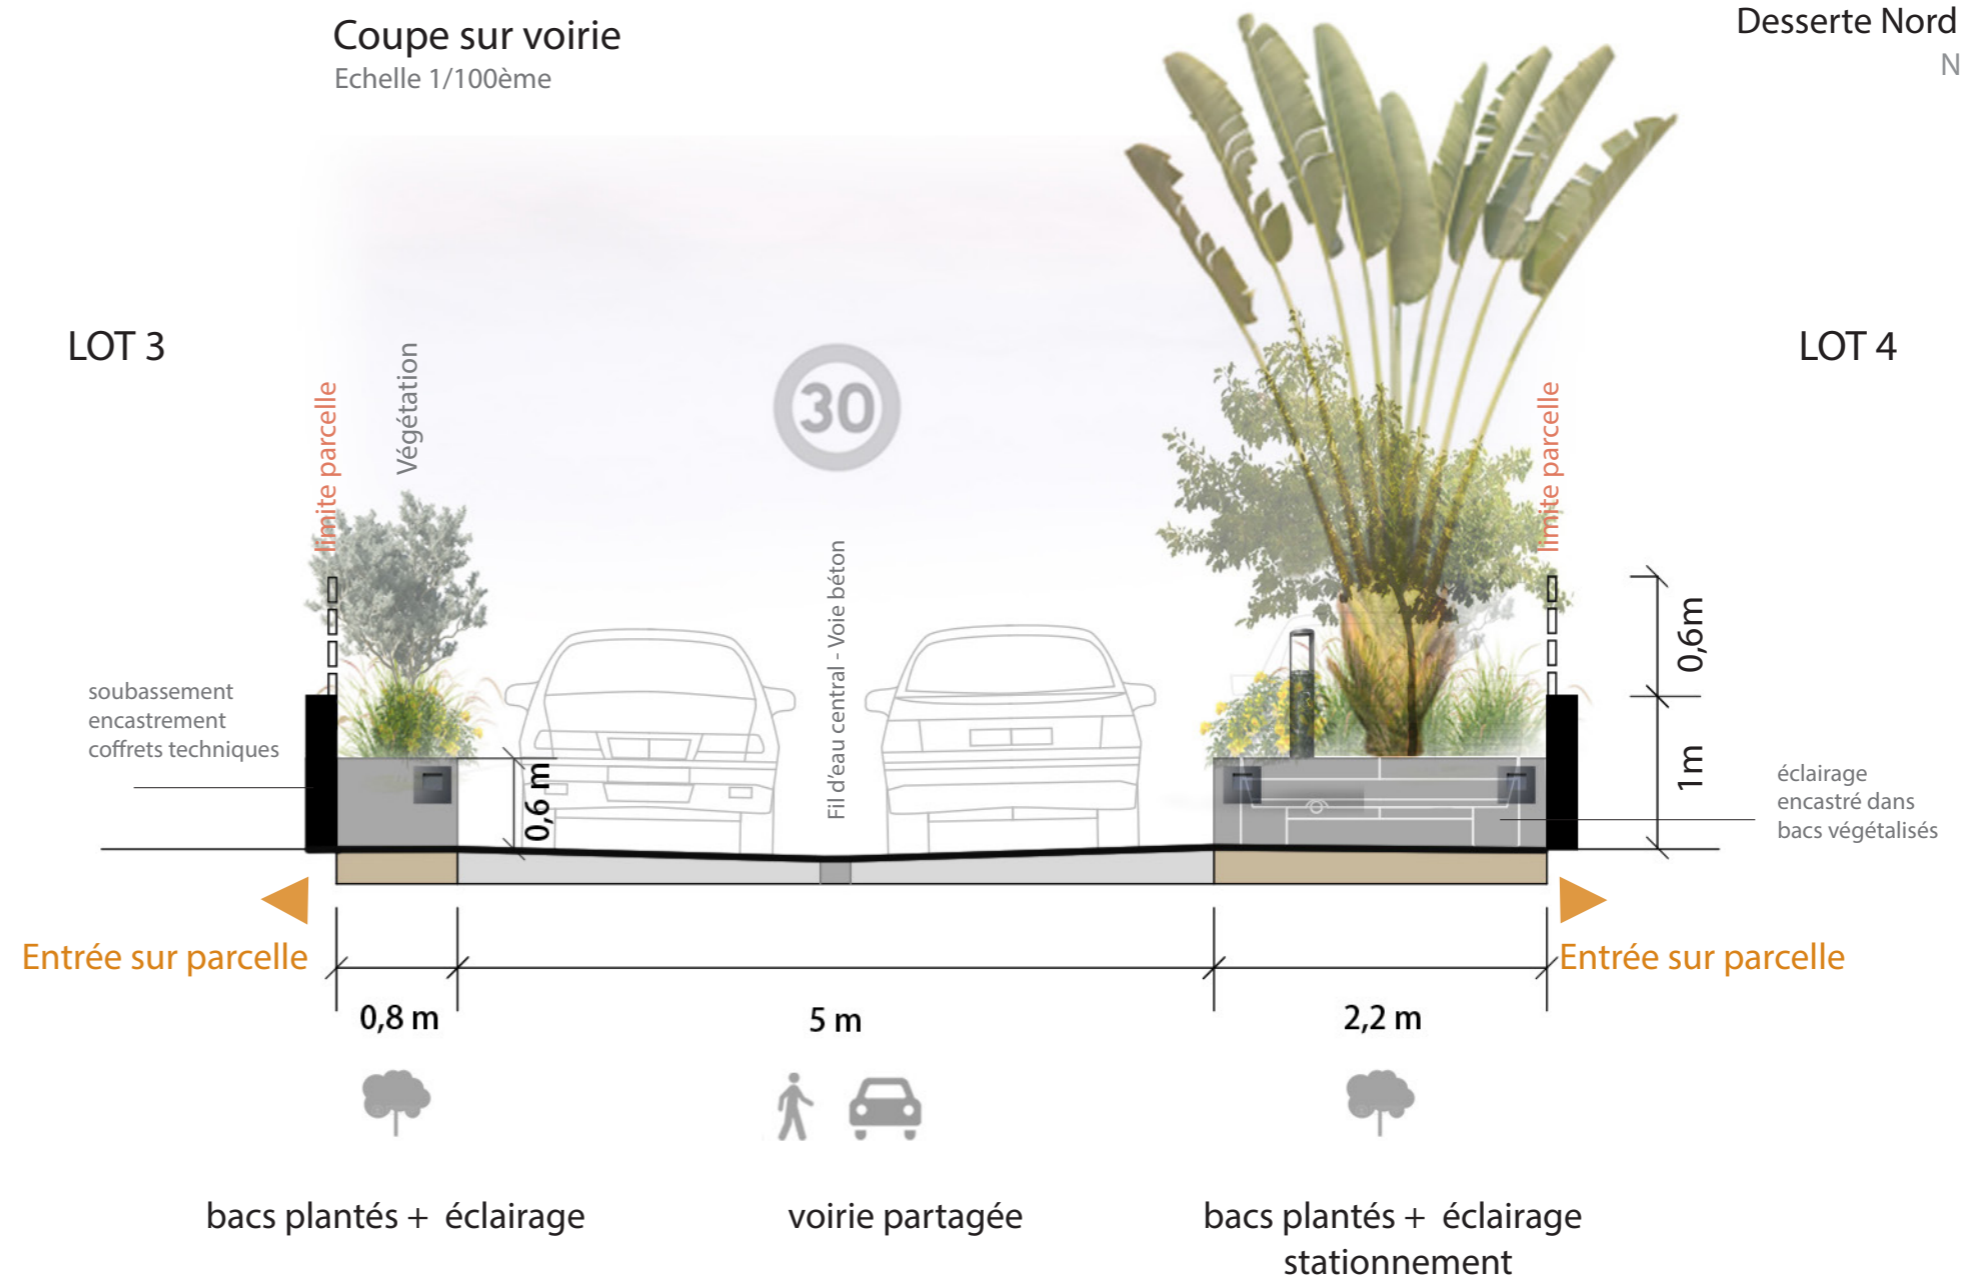 Coupe sur voirie
Echelle 1/100ème
Desserte Nord
N
LOT 3
LOT 4
limite parcelle
Végétation
30
limite parcelle
Fil d'eau central - Voie béton
0,6m
1m
0,6 m
soubassement
encastrement
coffrets techniques
éclairage
encastré dans
bacs végétalisés
Entrée sur parcelle
Entrée sur parcelle
0,8 m
5 m
2,2 m
bacs plantés + éclairage
voirie partagée
bacs plantés + éclairage
stationnement